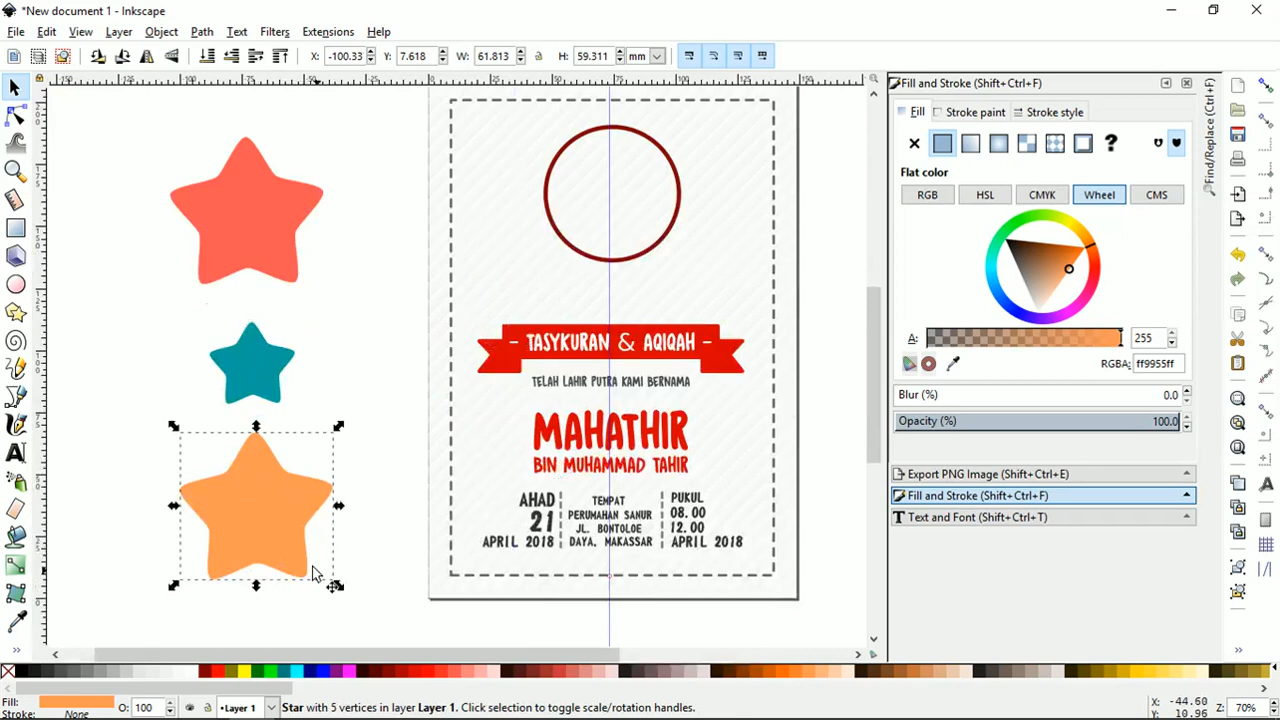 *New document 1 - Inkscape
File Edit View Layer Object Path Text Filters Extensions Help
X: -100.33 Y: 7.618 W: 61.813 H: 59.311 mm
Fill and Stroke (Shift+Ctrl+F)
Fill Stroke paint Stroke style
?
Flat color
RGB HSL CMYK Wheel CMS
A: 255
RGBA: ff9955ff
Blur (%) 0.0
Opacity (%) 100.0
Export PNG Image (Shift+Ctrl+E)
Fill and Stroke (Shift+Ctrl+F)
Text and Font (Shift+Ctrl+T)
Find/Replace (Ctrl+F)
- TASYKURAN & AQIQAH -
TELAH LAHIR PUTRA KAMI BERNAMA
MAHATHIR
BIN MUHAMMAD TAHIR
AHAD
21
APRIL 2018
TEMPAT
PERUMAHAN SANUR
JL. BONTOLOE
DAYA. MAKASSAR
PUKUL
08. 00
12. 00
APRIL 2018
Fill:
Stroke: None
O: 100
Layer 1
Star with 5 vertices in layer Layer 1. Click selection to toggle scale/rotation handles.
X: -44.60
Y: 10.96
Z: 70%